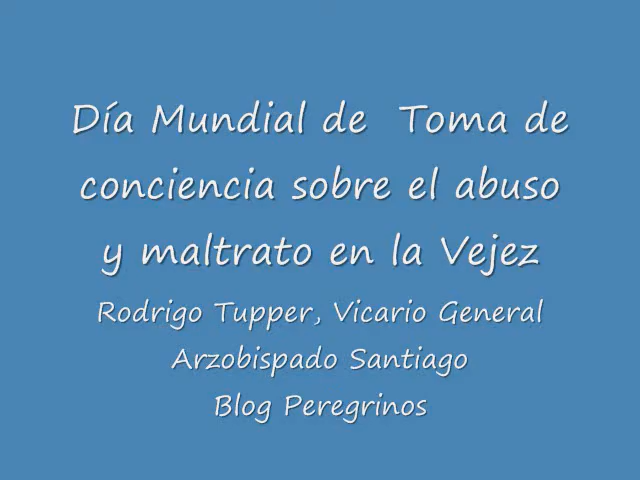 Día Mundial de  Toma de
conciencia sobre el abuso
y maltrato en la Vejez
Rodrigo Tupper, Vicario General
Arzobispado Santiago
Blog Peregrinos